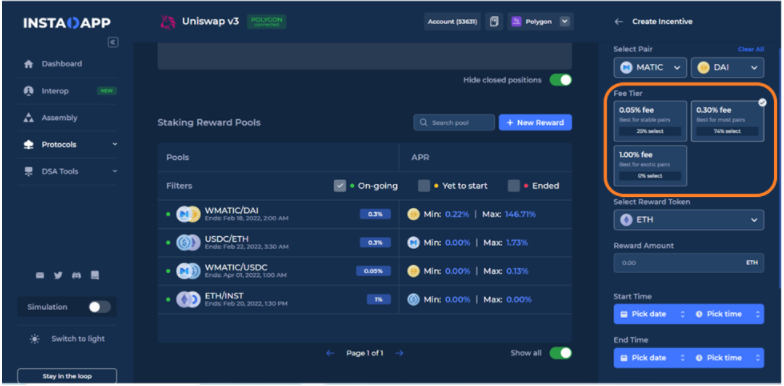 INSTADAPP
Dashboard
Interop NEW
Assembly
Protocols
DSA Tools
Simulation
Switch to light
Stay in the loop
Uniswap v3 POLYGON connected
Account (53631)
Polygon
Hide closed positions
Staking Reward Pools
Search pool
+ New Reward
Pools APR
Filters On-going Yet to start Ended
WMATIC/DAI 0.3% Min: 0.22% | Max: 146.71%
Ends: Feb 18, 2022, 2:00 AM
USDC/ETH 0.3% Min: 0.00% | Max: 1.73%
Ends: Feb 22, 2022, 3:30 AM
WMATIC/USDC 0.05% Min: 0.00% | Max: 0.13%
Ends: Apr 01, 2022, 1:00 AM
ETH/INST 1% Min: 0.00% | Max: 0.00%
Ends: Feb 20, 2022, 1:30 PM
← Page 1 of 1 →
Show all
← Create Incentive
Select Pair Clear All
MATIC DAI
Fee Tier
0.05% fee
Best for stable pairs
25% select
0.30% fee
Best for most pairs
74% select
1.00% fee
Best for exotic pairs
0% select
Select Reward Token
ETH
Reward Amount
0.00 ETH
Start Time
Pick date Pick time
End Time
Pick date Pick time